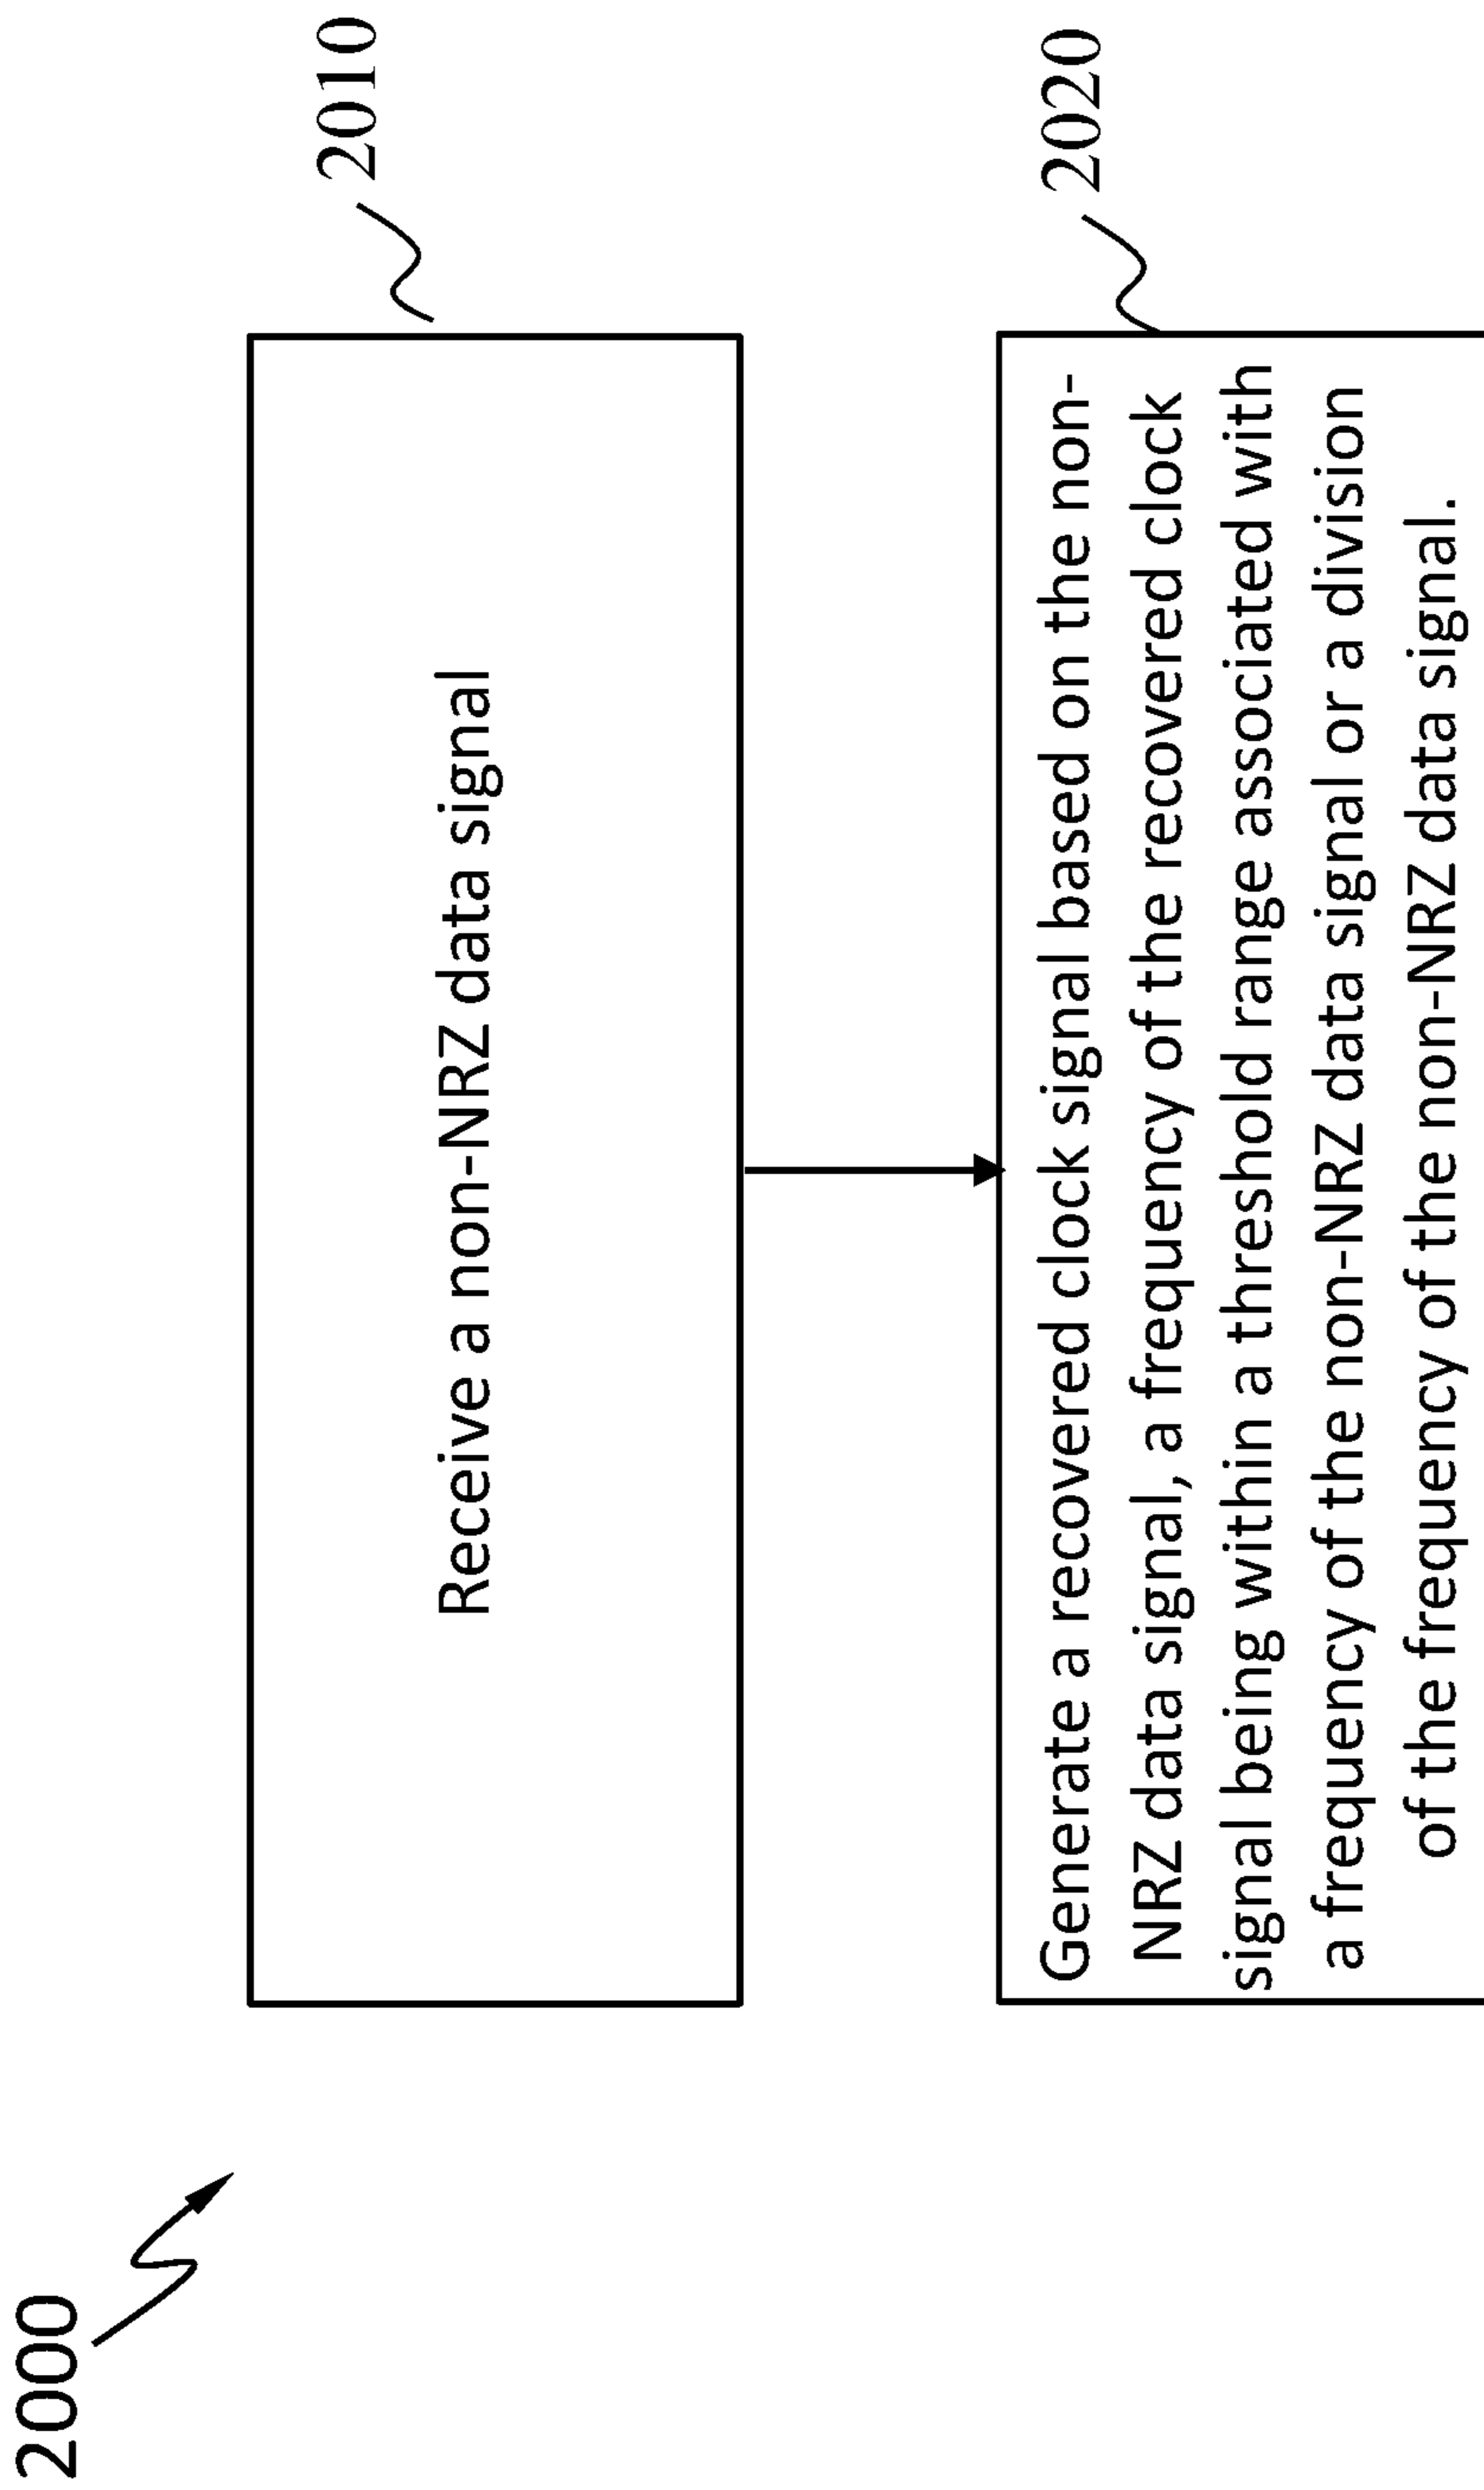 2000
2010
Receive a non-NRZ data signal
2020
Generate a recovered clock signal based on the non-
NRZ data signal, a frequency of the recovered clock
signal being within a threshold range associated with
a frequency of the non-NRZ data signal or a division
of the frequency of the non-NRZ data signal.